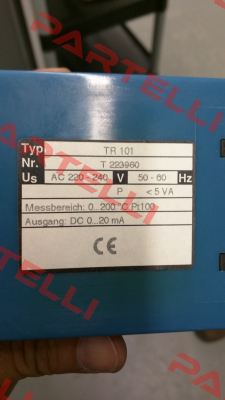 PARTELLI
Typ TR 101
Nr. T 223960
Us AC 220 - 240 V 50 - 60 Hz
P < 5 VA
Messbereich: 0...200 °C Pt100
Ausgang: DC 0...20 mA
CE
PARTELLI